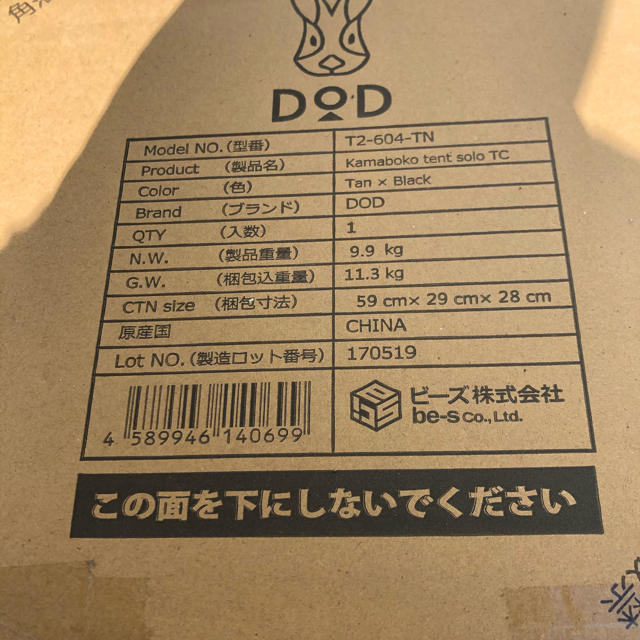 DOD
Model NO.(型番) T2-604-TN
Product (製品名) Kamaboko tent solo TC
Color (色) Tan × Black
Brand (ブランド) DOD
QTY (入数) 1
N.W. (製品重量) 9.9 kg
G.W. (梱包込重量) 11.3 kg
CTN size (梱包寸法) 59 cm× 29 cm× 28 cm
原産国 CHINA
Lot NO.(製造ロット番号) 170519
4 589946 140699
ビーズ株式会社
be-s Co.,Ltd.
この面を下にしないでください